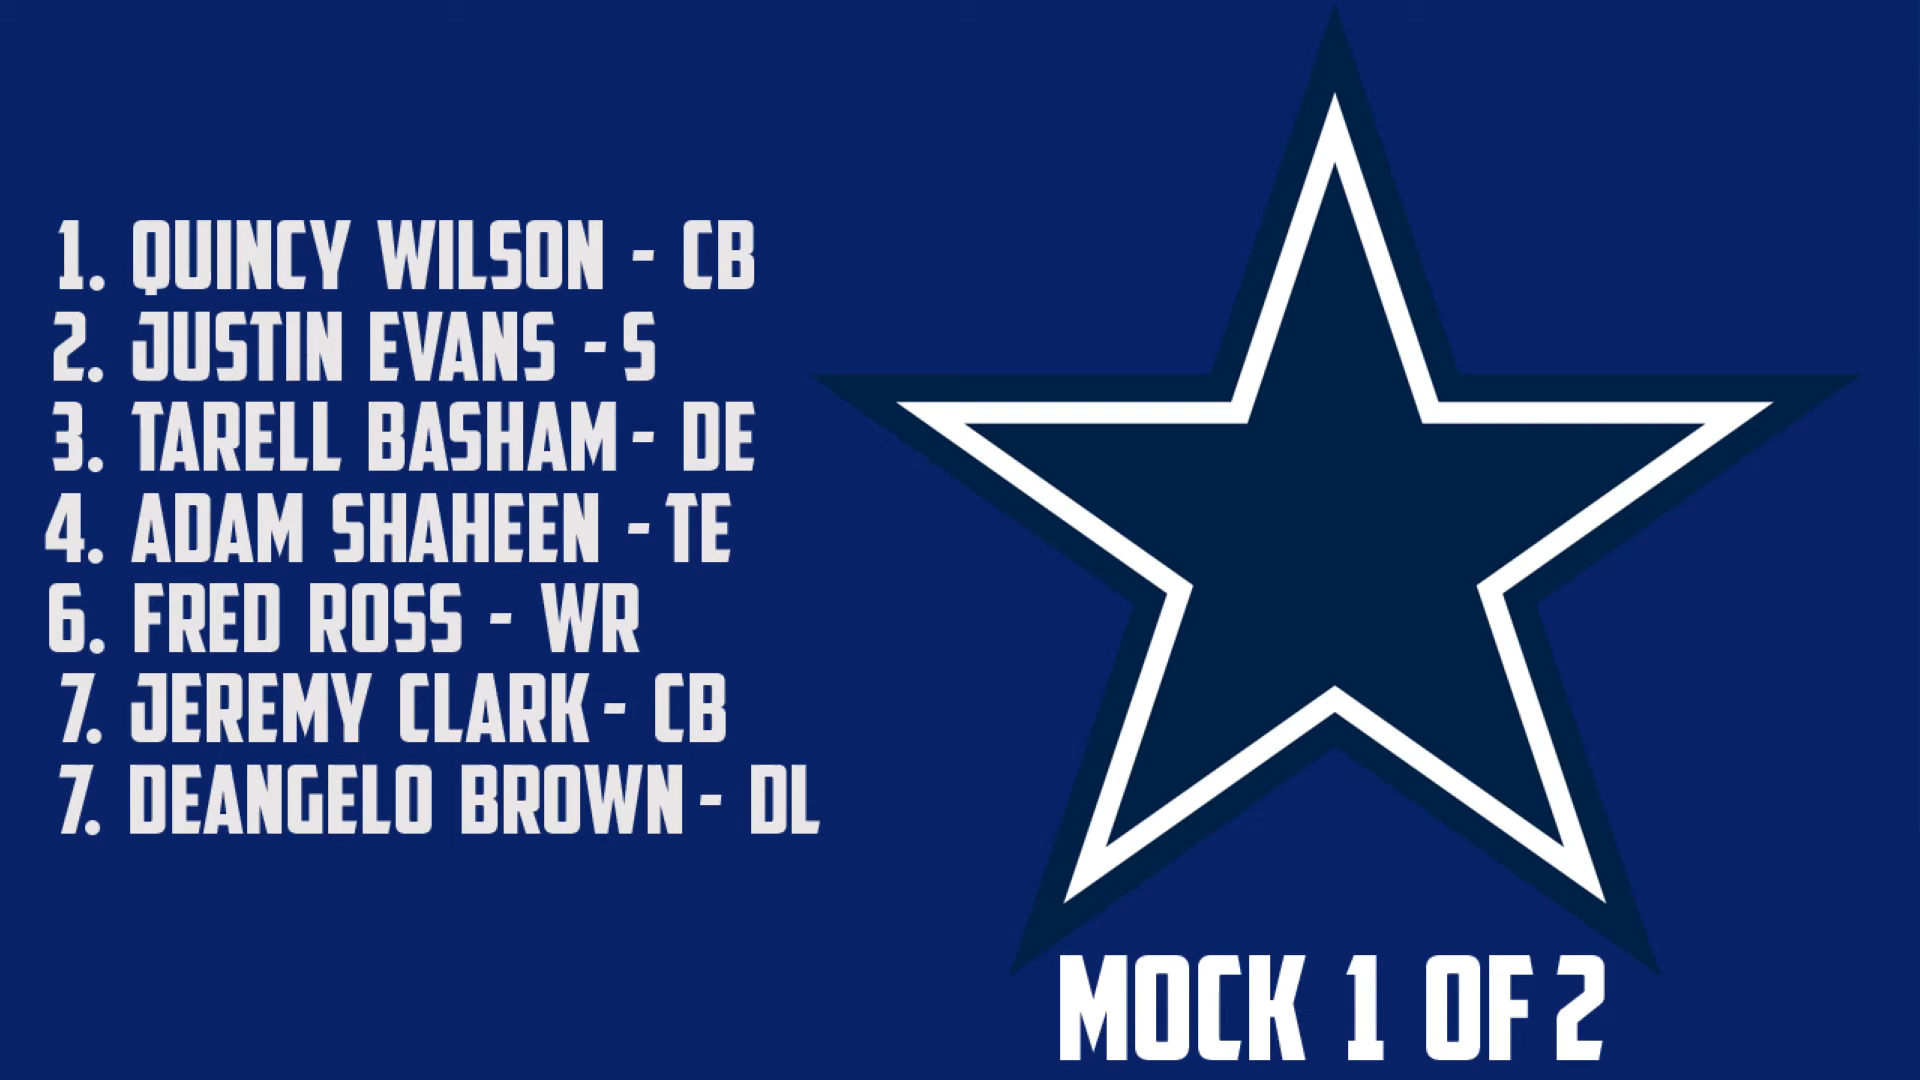 1. QUINCY WILSON - CB
2. JUSTIN EVANS - S
3. TARELL BASHAM - DE
4. ADAM SHAHEEN - TE
6. FRED ROSS - WR
7. JEREMY CLARK - CB
7. DEANGELO BROWN - DL
MOCK 1 OF 2